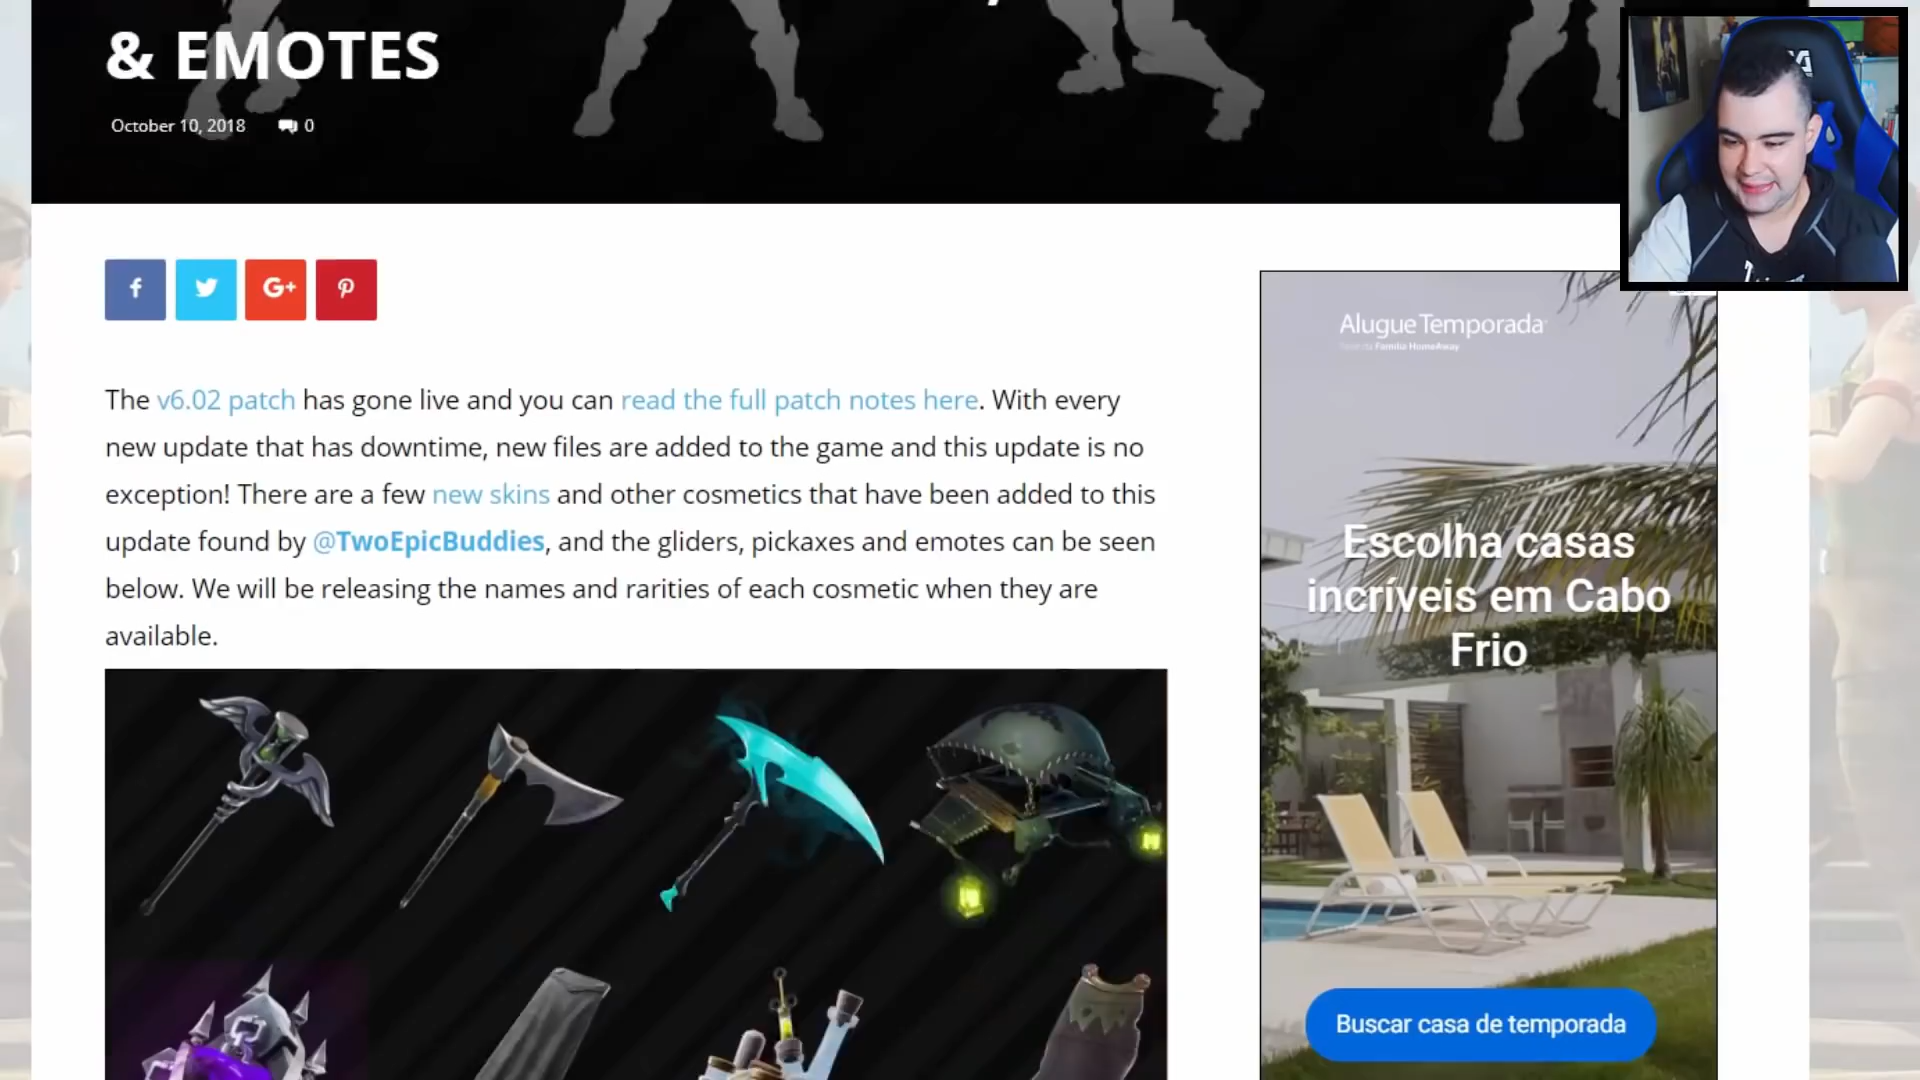 & EMOTES
October 10, 2018
0
f
G+
The v6.02 patch has gone live and you can read the full patch notes here. With every
new update that has downtime, new files are added to the game and this update is no
exception! There are a few new skins and other cosmetics that have been added to this
update found by @TwoEpicBuddies, and the gliders, pickaxes and emotes can be seen
below. We will be releasing the names and rarities of each cosmetic when they are
available.
AlugueTemporada
Família HomeAway
Escolha casas
incríveis em Cabo
Frio
Buscar casa de temporada